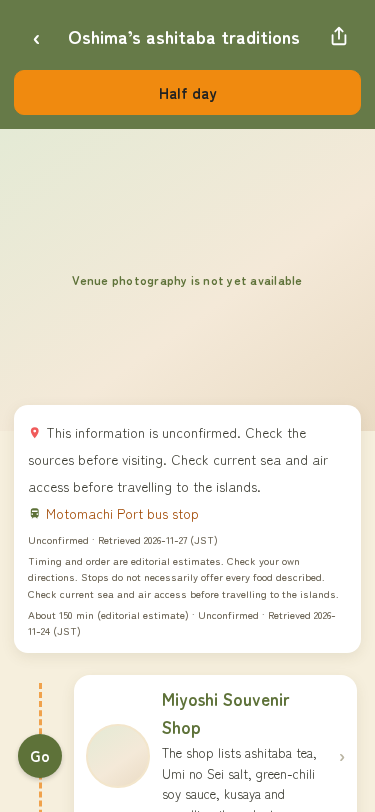 Oshima's ashitaba traditions
Half day
Venue photography is not yet available
This information is unconfirmed. Check the
sources before visiting. Check current sea and air
access before travelling to the islands.
Motomachi Port bus stop
Unconfirmed · Retrieved 2026-11-27 (JST)
Timing and order are editorial estimates. Check your own
directions. Stops do not necessarily offer every food described.
Check current sea and air access before travelling to the islands.
About 150 min (editorial estimate) · Unconfirmed · Retrieved 2026-
11-24 (JST)
Miyoshi Souvenir
Shop
Go
The shop lists ashitaba tea,
Umi no Sei salt, green-chili
soy sauce, kusaya and